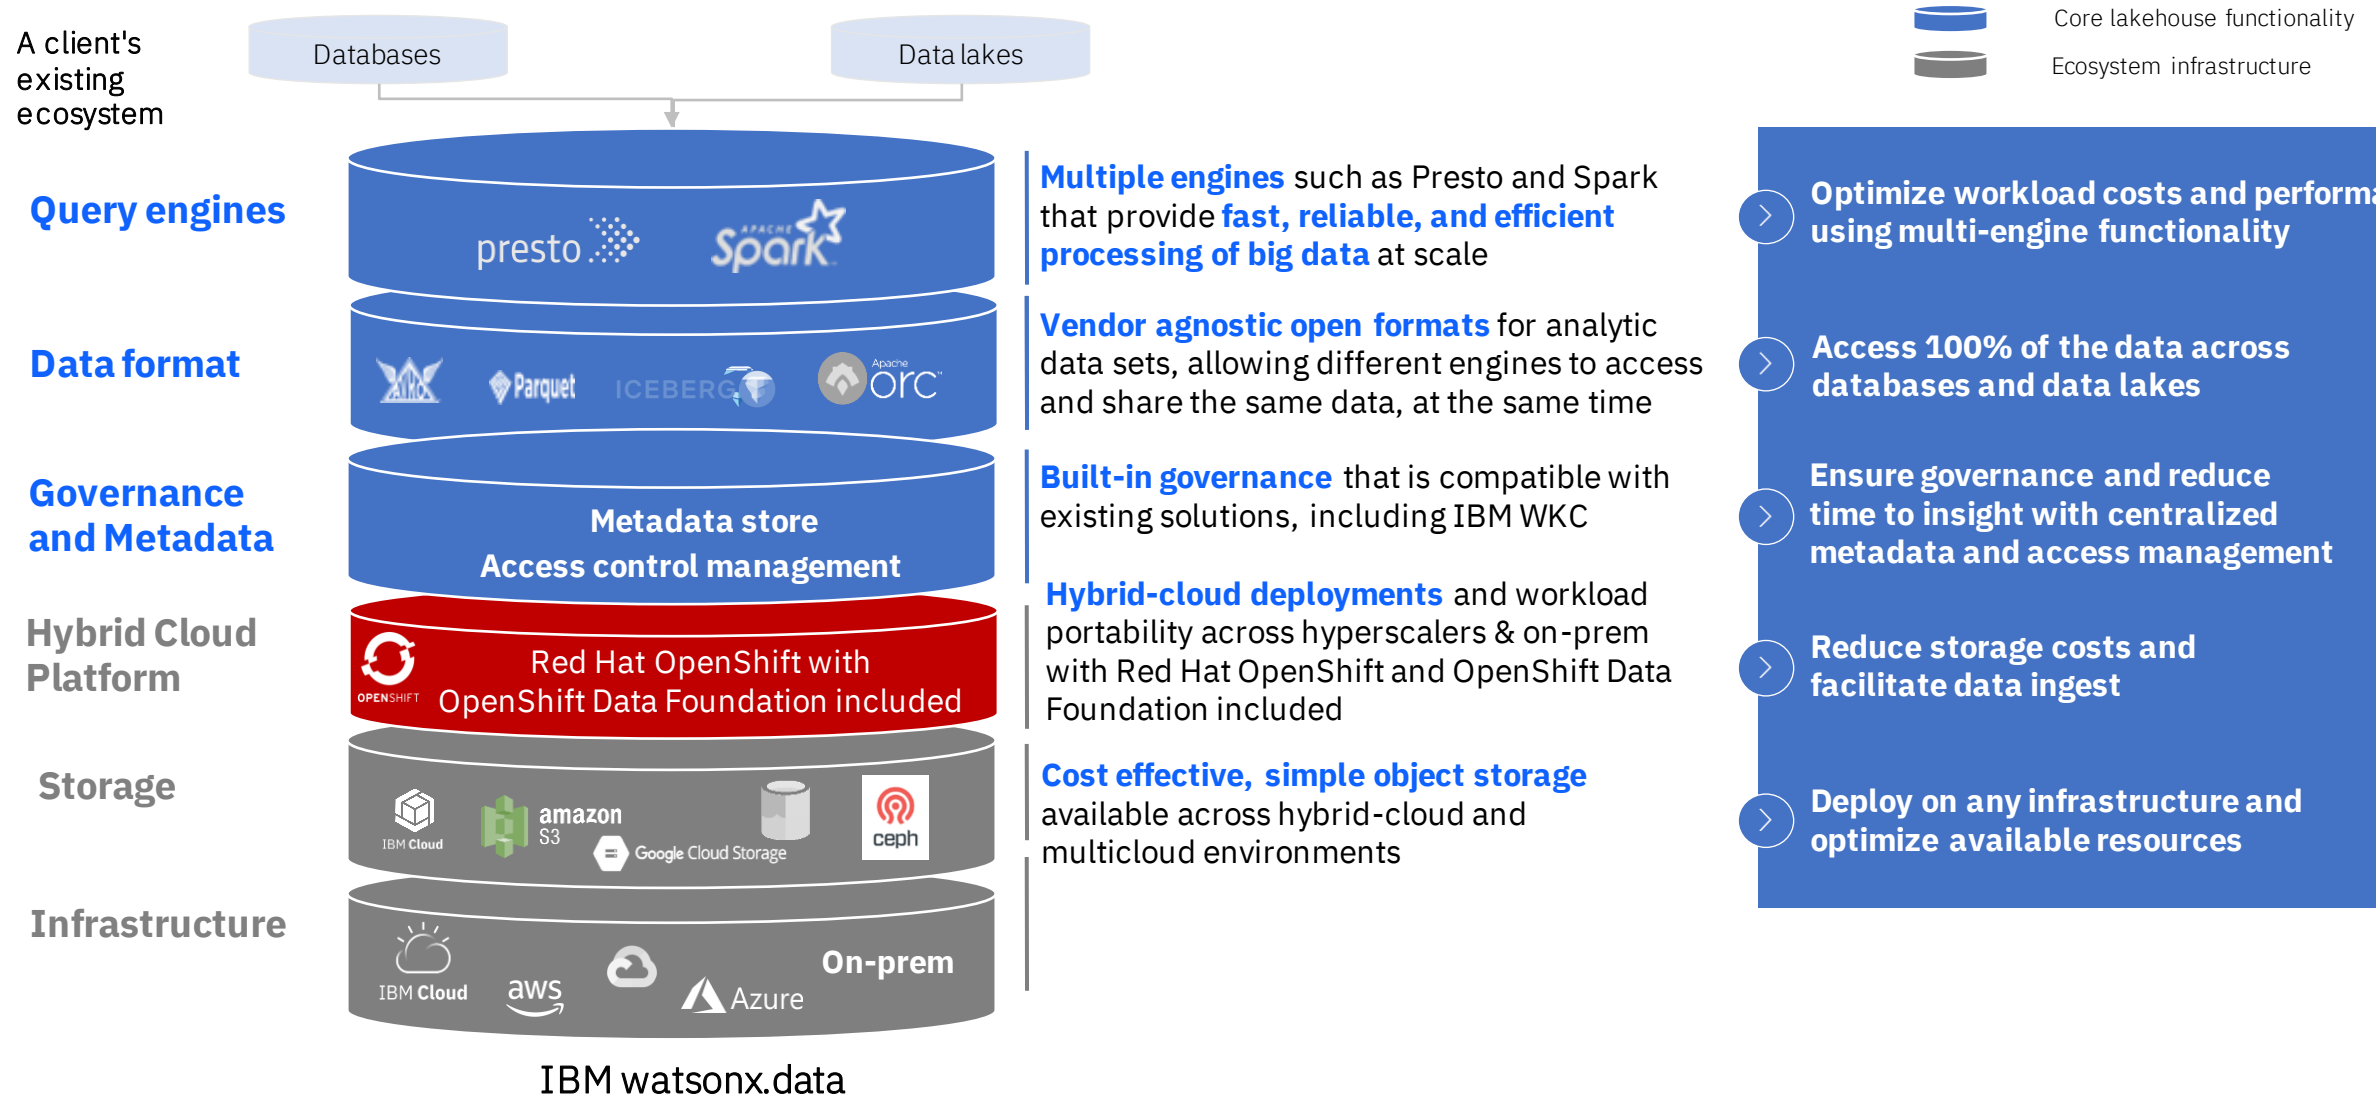 A client's
existing
ecosystem
Databases
Data lakes
Core lakehouse functionality
Ecosystem infrastructure
Query engines
presto
APACHE
Spark
Multiple engines such as Presto and Spark
that provide fast, reliable, and efficient
processing of big data at scale
Optimize workload costs and performa
using multi-engine functionality
Data format
Parquet
ICEBERG
Apache
orc
Vendor agnostic open formats for analytic
data sets, allowing different engines to access
and share the same data, at the same time
Access 100% of the data across
databases and data lakes
Governance
and Metadata
Metadata store
Access control management
Built-in governance that is compatible with
existing solutions, including IBM WKC
Ensure governance and reduce
time to insight with centralized
metadata and access management
Hybrid Cloud
Platform
OPENSHIFT
Red Hat OpenShift with
OpenShift Data Foundation included
Hybrid-cloud deployments and workload
portability across hyperscalers & on-prem
with Red Hat OpenShift and OpenShift Data
Foundation included
Reduce storage costs and
facilitate data ingest
Storage
IBM Cloud
amazon
S3
Google Cloud Storage
ceph
Cost effective, simple object storage
available across hybrid-cloud and
multicloud environments
Deploy on any infrastructure and
optimize available resources
Infrastructure
IBM Cloud
aws
Azure
On-prem
IBM watsonx.data